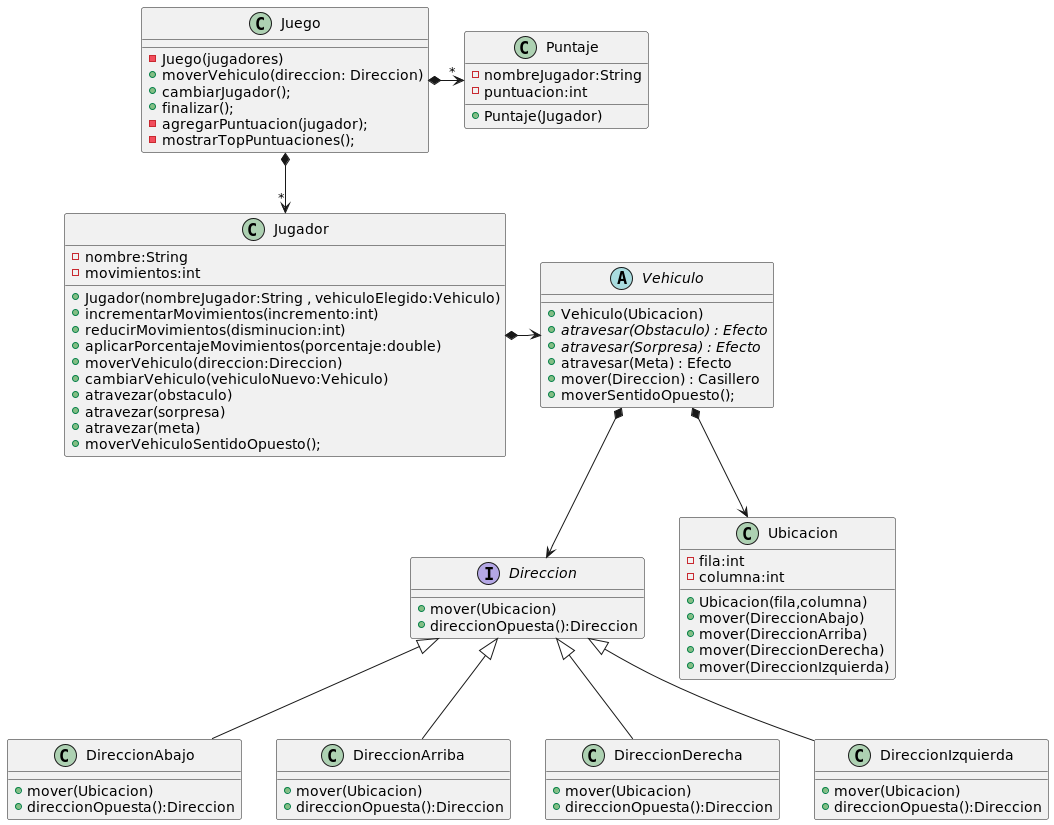 C Juego
Juego(jugadores)
moverVehiculo(direccion: Direccion)
cambiarJugador();
finalizar();
agregarPuntuacion(jugador);
mostrarTopPuntuaciones();
*
C Puntaje
nombreJugador:String
puntuacion:int
Puntaje(Jugador)
*
C Jugador
nombre:String
movimientos:int
Jugador(nombreJugador:String , vehiculoElegido:Vehiculo)
incrementarMovimientos(incremento:int)
reducirMovimientos(disminucion:int)
aplicarPorcentajeMovimientos(porcentaje:double)
moverVehiculo(direccion:Direccion)
cambiarVehiculo(vehiculoNuevo:Vehiculo)
atravezar(obstaculo)
atravezar(sorpresa)
atravezar(meta)
moverVehiculoSentidoOpuesto();
A Vehiculo
Vehiculo(Ubicacion)
atravesar(Obstaculo) : Efecto
atravesar(Sorpresa) : Efecto
atravesar(Meta) : Efecto
mover(Direccion) : Casillero
moverSentidoOpuesto();
I Direccion
mover(Ubicacion)
direccionOpuesta():Direccion
C Ubicacion
fila:int
columna:int
Ubicacion(fila,columna)
mover(DireccionAbajo)
mover(DireccionArriba)
mover(DireccionDerecha)
mover(DireccionIzquierda)
C DireccionAbajo
mover(Ubicacion)
direccionOpuesta():Direccion
C DireccionArriba
mover(Ubicacion)
direccionOpuesta():Direccion
C DireccionDerecha
mover(Ubicacion)
direccionOpuesta():Direccion
C DireccionIzquierda
mover(Ubicacion)
direccionOpuesta():Direccion